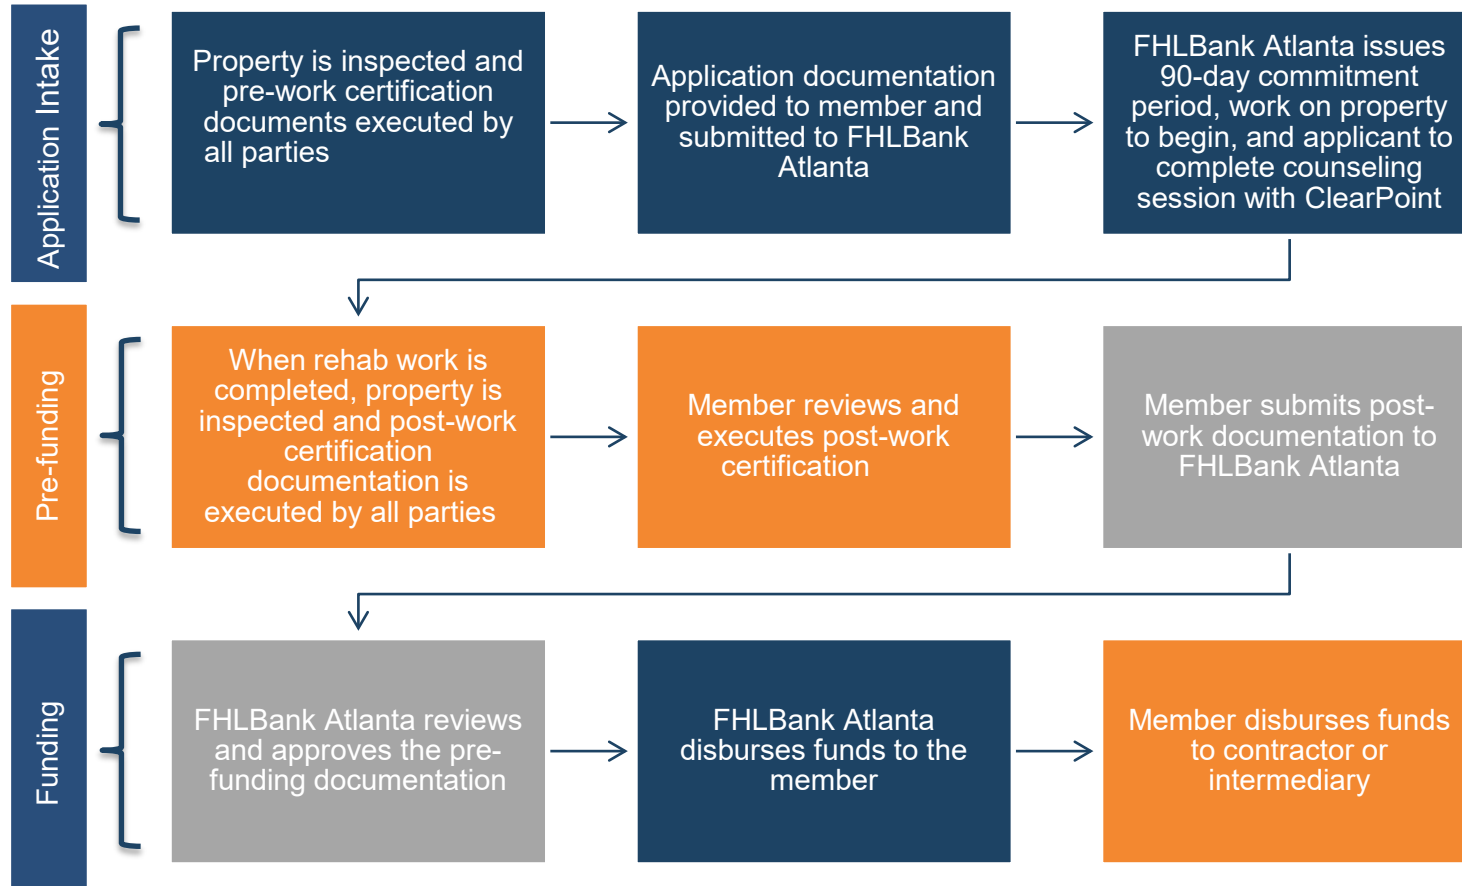 Application Intake
Property is inspected and
pre-work certification
documents executed by
all parties
Application documentation
provided to member and
submitted to FHLBank
Atlanta
FHLBank Atlanta issues
90-day commitment
period, work on property
to begin, and applicant to
complete counseling
session with ClearPoint
Pre-funding
When rehab work is
completed, property is
inspected and post-work
certification
documentation is
executed by all parties
Member reviews and
executes post-work
certification
Member submits post-
work documentation to
FHLBank Atlanta
Funding
FHLBank Atlanta reviews
and approves the pre-
funding documentation
FHLBank Atlanta
disburses funds to the
member
Member disburses funds
to contractor or
intermediary